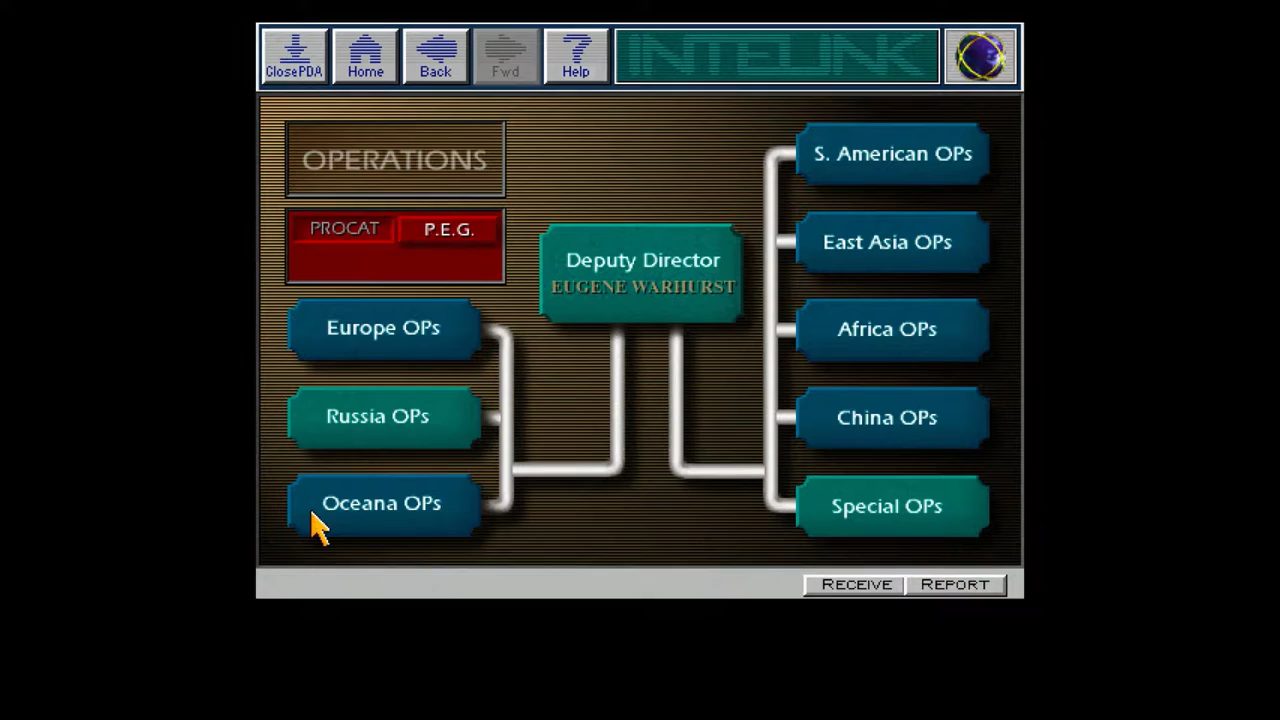 ClosePDA Home Back Fwd Help INTELINK
OPERATIONS
PROCAT P.E.G.
Deputy Director
EUGENE WARHURST
Europe OPs
Russia OPs
Oceana OPs
S. American OPs
East Asia OPs
Africa OPs
China OPs
Special OPs
RECEIVE REPORT